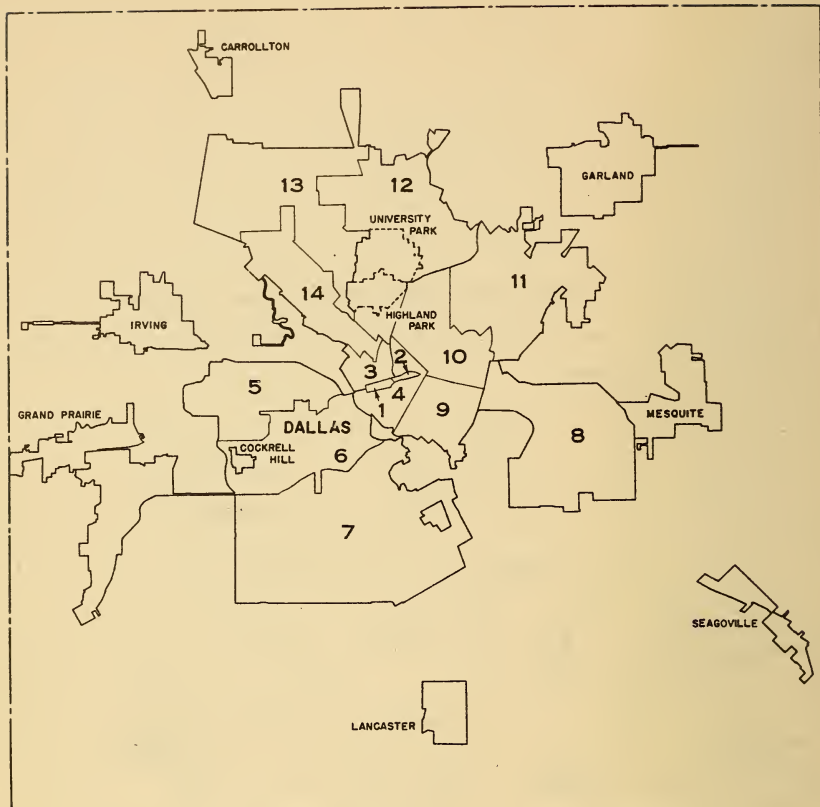 CARROLLTON
GARLAND
13
12
UNIVERSITY
PARK
11
14
HIGHLAND
PARK
IRVING
10
2
3
5
4
1
9
GRAND PRAIRIE
DALLAS
MESQUITE
8
COCKRELL
HILL
6
7
SEAGOVILLE
LANCASTER